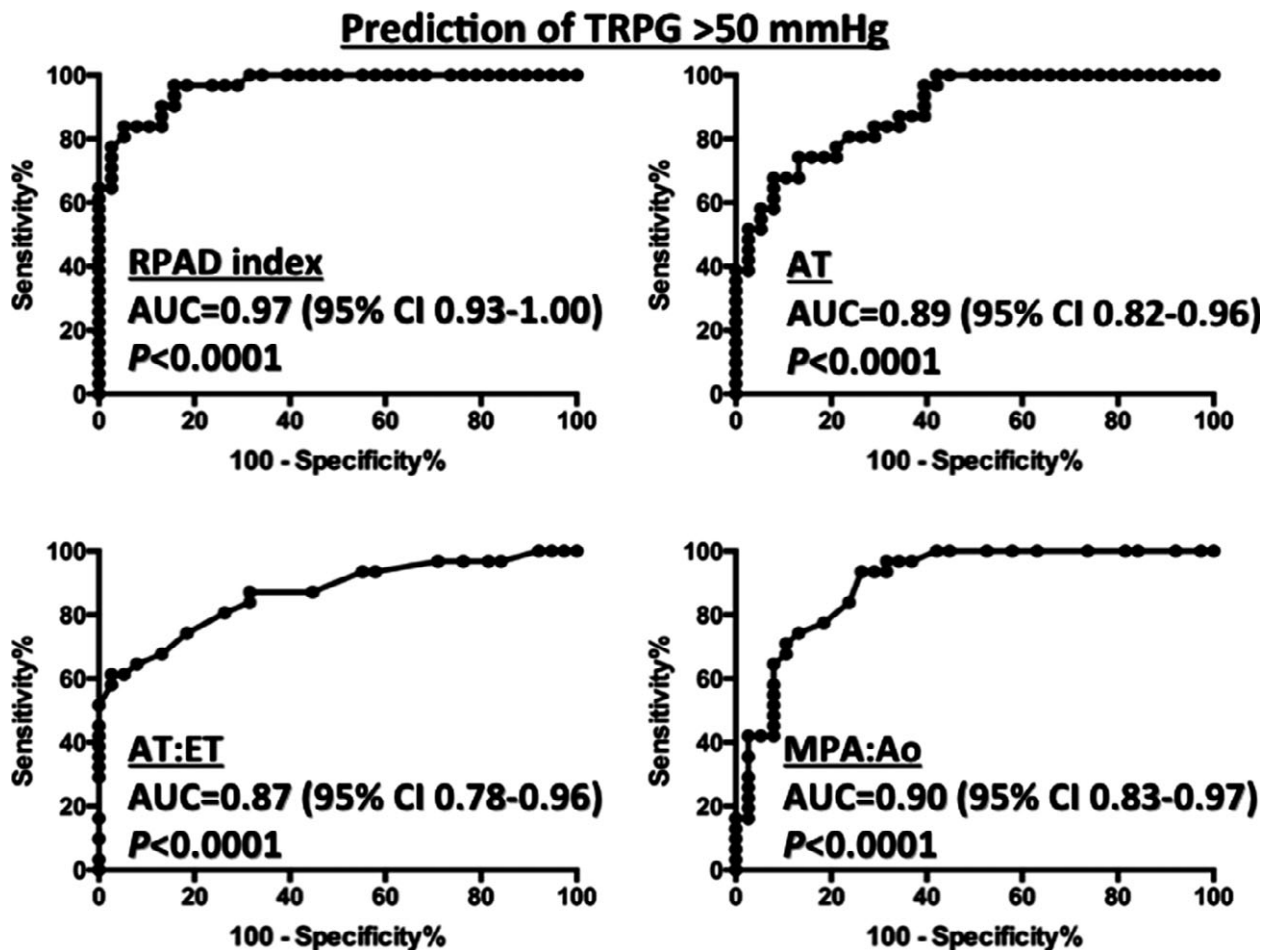 Prediction of TRPG >50 mmHg
100
80
60
40
20
0
Sensitivity%
RPAD index
AUC=0.97 (95% CI 0.93-1.00)
P<0.0001
0 20 40 60 80 100
100 - Specificity%
100
80
60
40
20
0
Sensitivity%
AT
AUC=0.89 (95% CI 0.82-0.96)
P<0.0001
0 20 40 60 80 100
100 - Specificity%
100
80
60
40
20
0
Sensitivity%
AT:ET
AUC=0.87 (95% CI 0.78-0.96)
P<0.0001
0 20 40 60 80 100
100 - Specificity%
100
80
60
40
20
0
Sensitivity%
MPA:Ao
AUC=0.90 (95% CI 0.83-0.97)
P<0.0001
0 20 40 60 80 100
100 - Specificity%